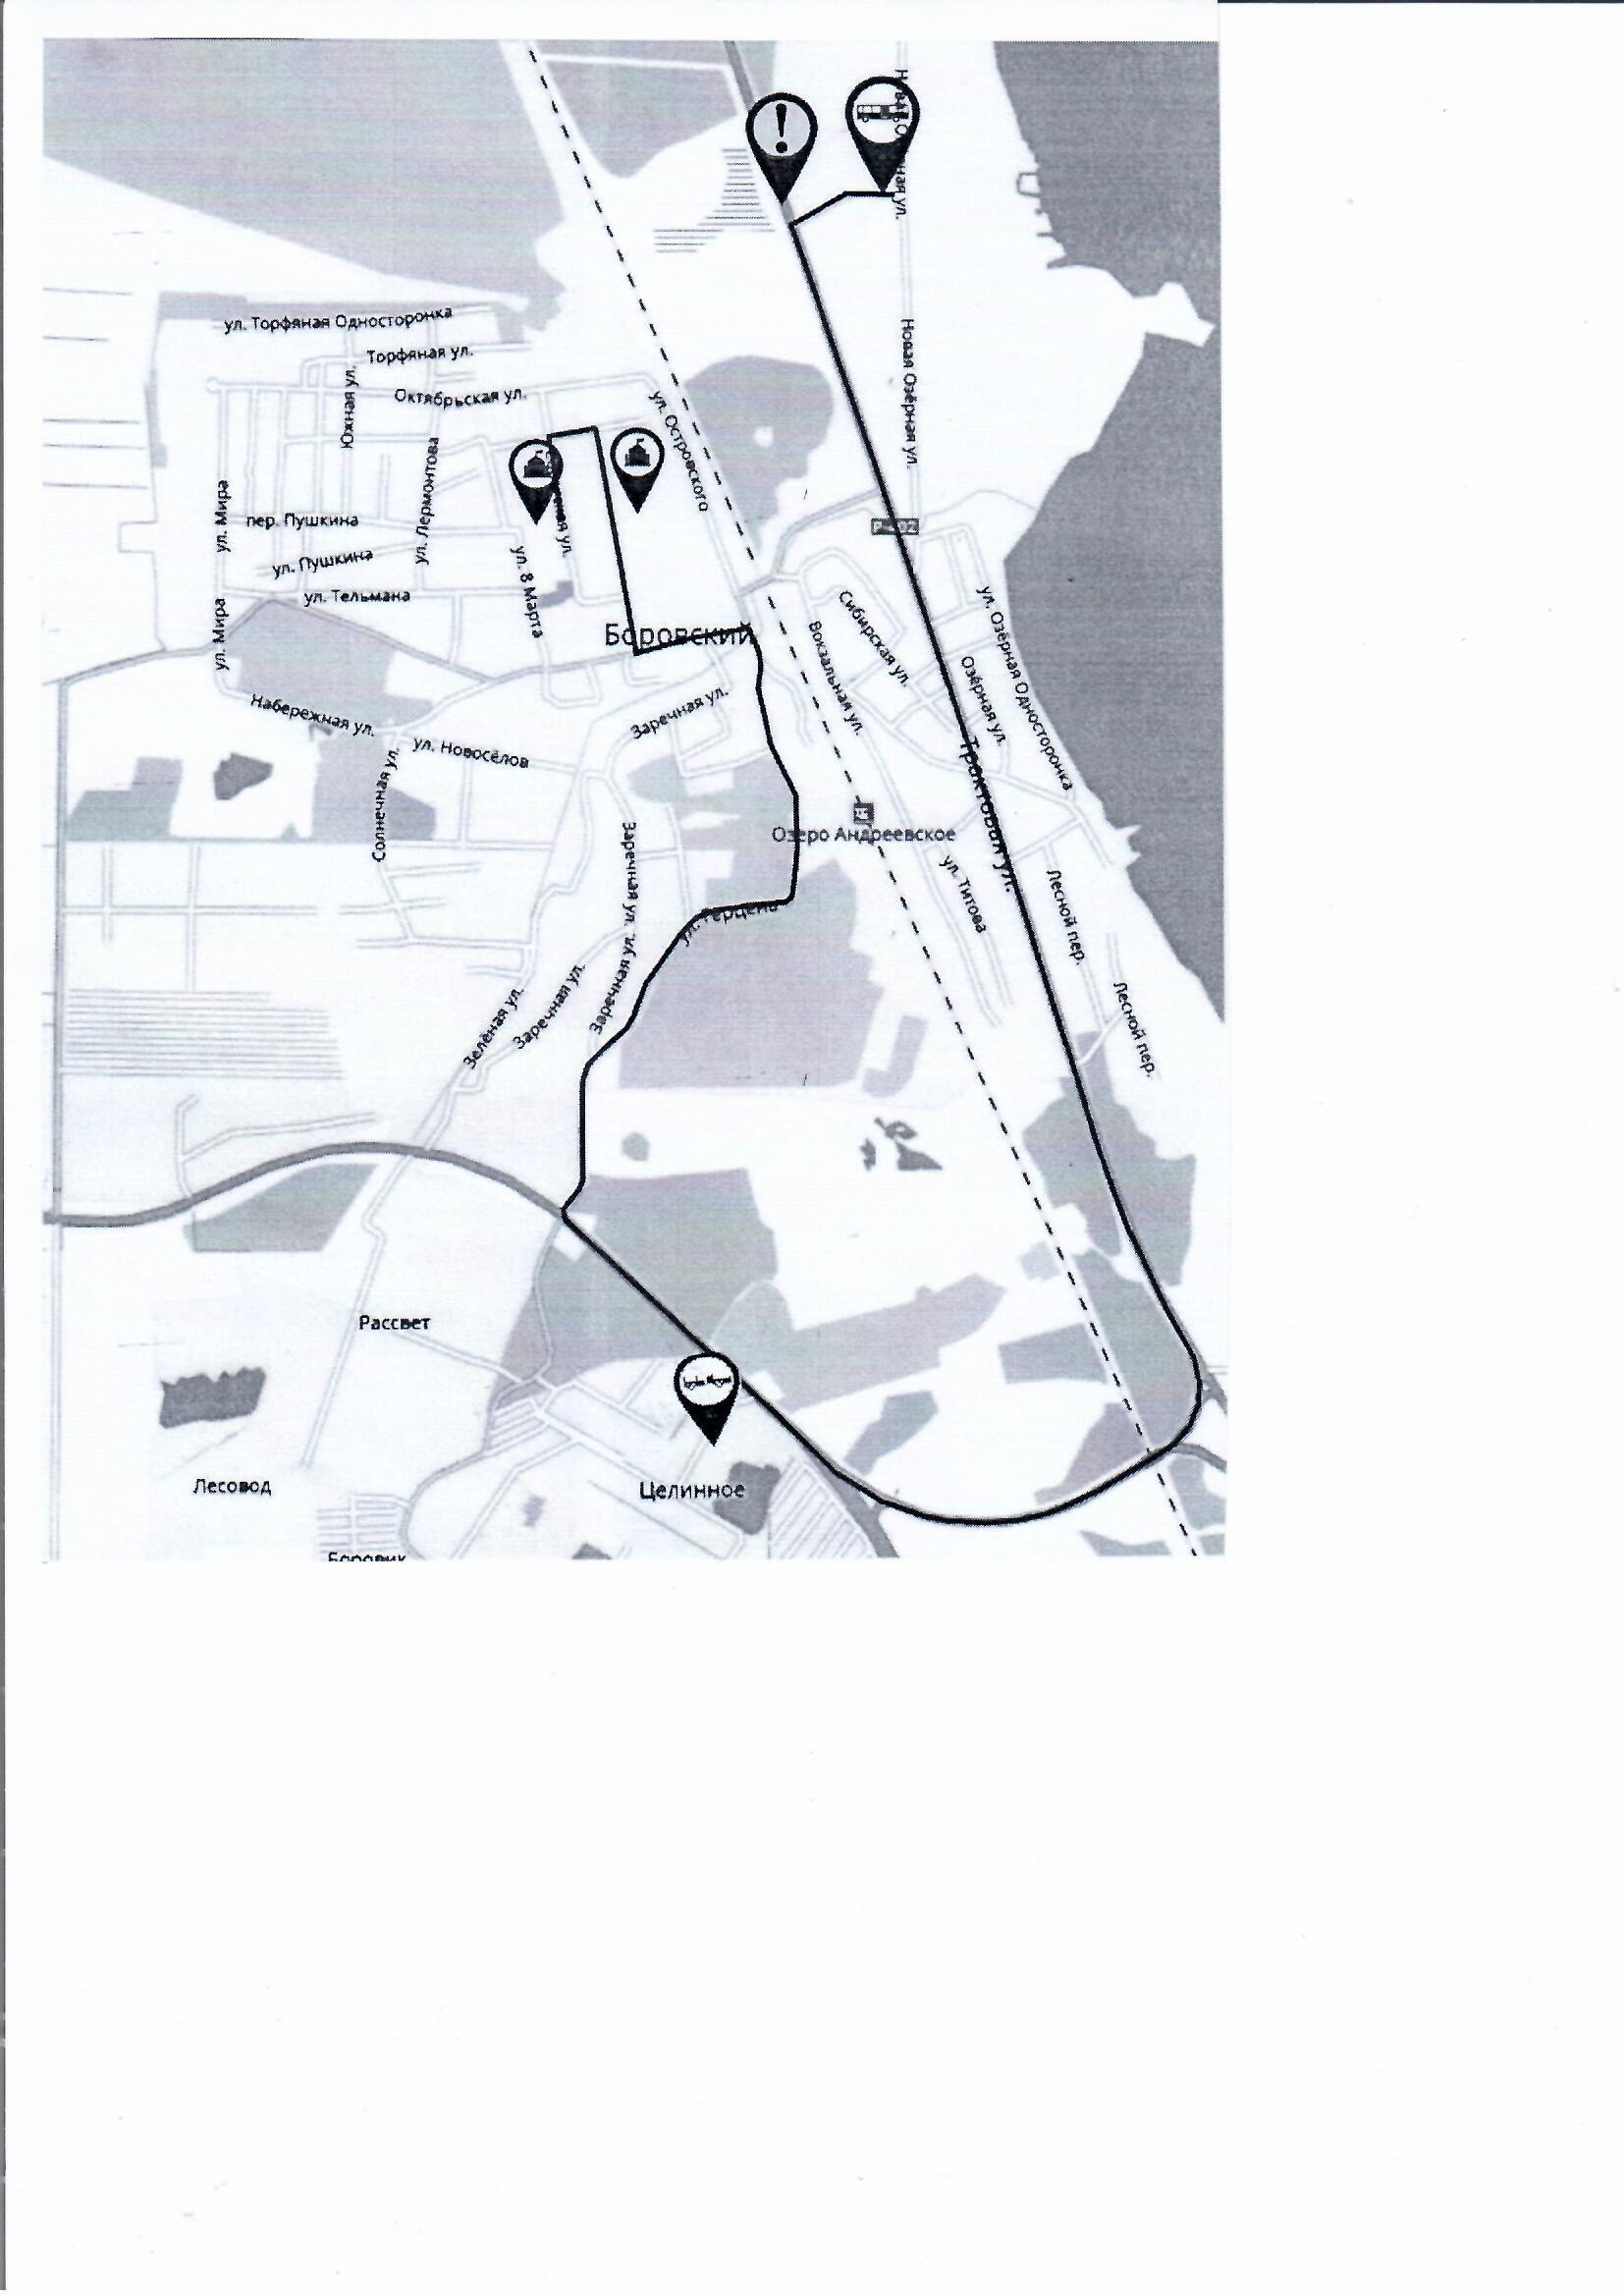 ул. Торфяная Односторонка
Торфяная ул.
Южная ул.
Октябрьская ул.
ул. Островского
Новая Озёрная ул.
ул. Лермонтова
ул. Мира
пер. Пушкина
ул. Пушкина
ул. Тельмана
ул. 8 Марта
ул. Мира
Боровский
Сибирская ул.
Вокзальная ул.
ул. Озёрная Односторонка
Озёрная ул.
Набережная ул.
ул. Новосёлов
Заречная ул.
Солнечная ул.
Трактовая ул.
Озеро Андреевское
Заречная ул.
ул. Титова
Лесной пер.
ул. Герцена
Заречная ул.
Зелёная ул.
Заречная ул.
Лесной пер.
Рассвет
Лесовод
Целинное
Боровик